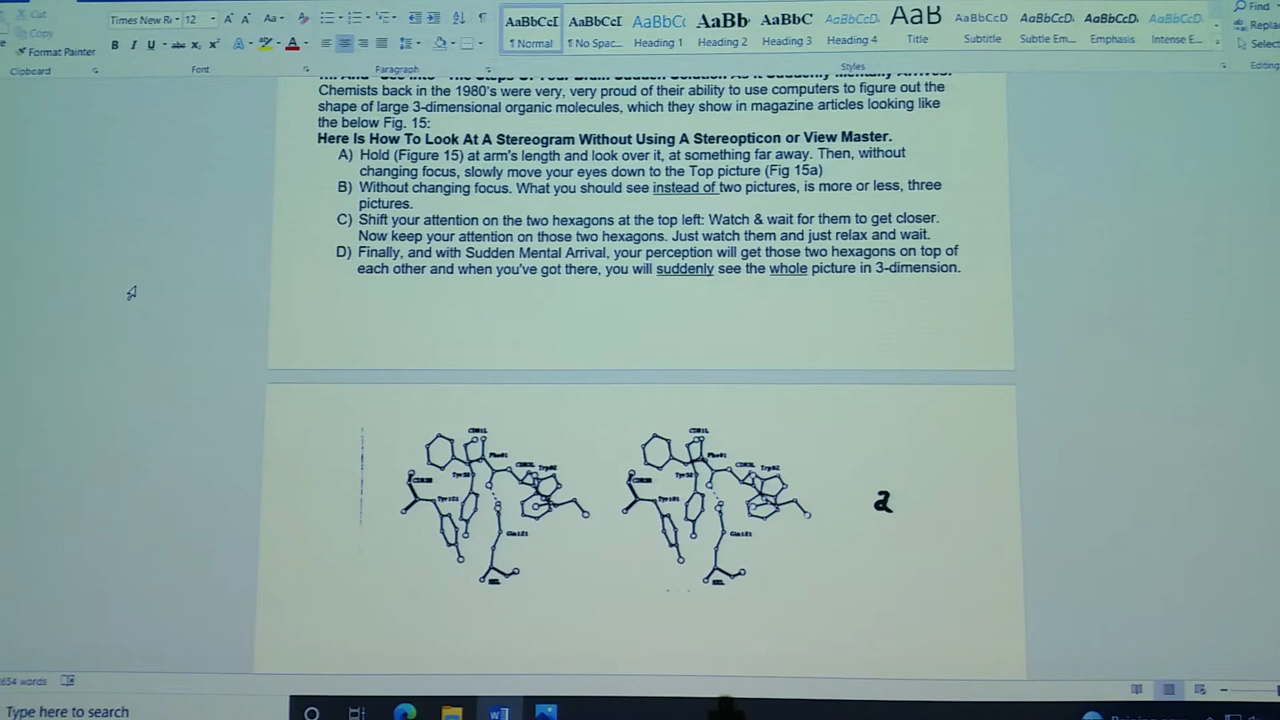 Cut
Copy
Format Painter
Clipboard
Times New R 12
B I U abc x₂ x²
Font
Paragraph
AaBbCcI AaBbCcI AaBbC AaBb AaBbC AaBbCcD AaB AaBbCcD AaBbCcD AaBbCcD AaBbCcD
¶ Normal ¶ No Spac... Heading 1 Heading 2 Heading 3 Heading 4 Title Subtitle Subtle Em... Emphasis Intense E...
Styles
Find
Repla
Select
Editing
Chemists back in the 1980's were very, very proud of their ability to use computers to figure out the
shape of large 3-dimensional organic molecules, which they show in magazine articles looking like
the below Fig. 15:
Here Is How To Look At A Stereogram Without Using A Stereopticon or View Master.
A) Hold (Figure 15) at arm's length and look over it, at something far away. Then, without
changing focus, slowly move your eyes down to the Top picture (Fig 15a)
B) Without changing focus. What you should see instead of two pictures, is more or less, three
pictures.
C) Shift your attention on the two hexagons at the top left: Watch & wait for them to get closer.
Now keep your attention on those two hexagons. Just watch them and just relax and wait.
D) Finally, and with Sudden Mental Arrival, your perception will get those two hexagons on top of
each other and when you've got there, you will suddenly see the whole picture in 3-dimension.
a
654 words
Type here to search